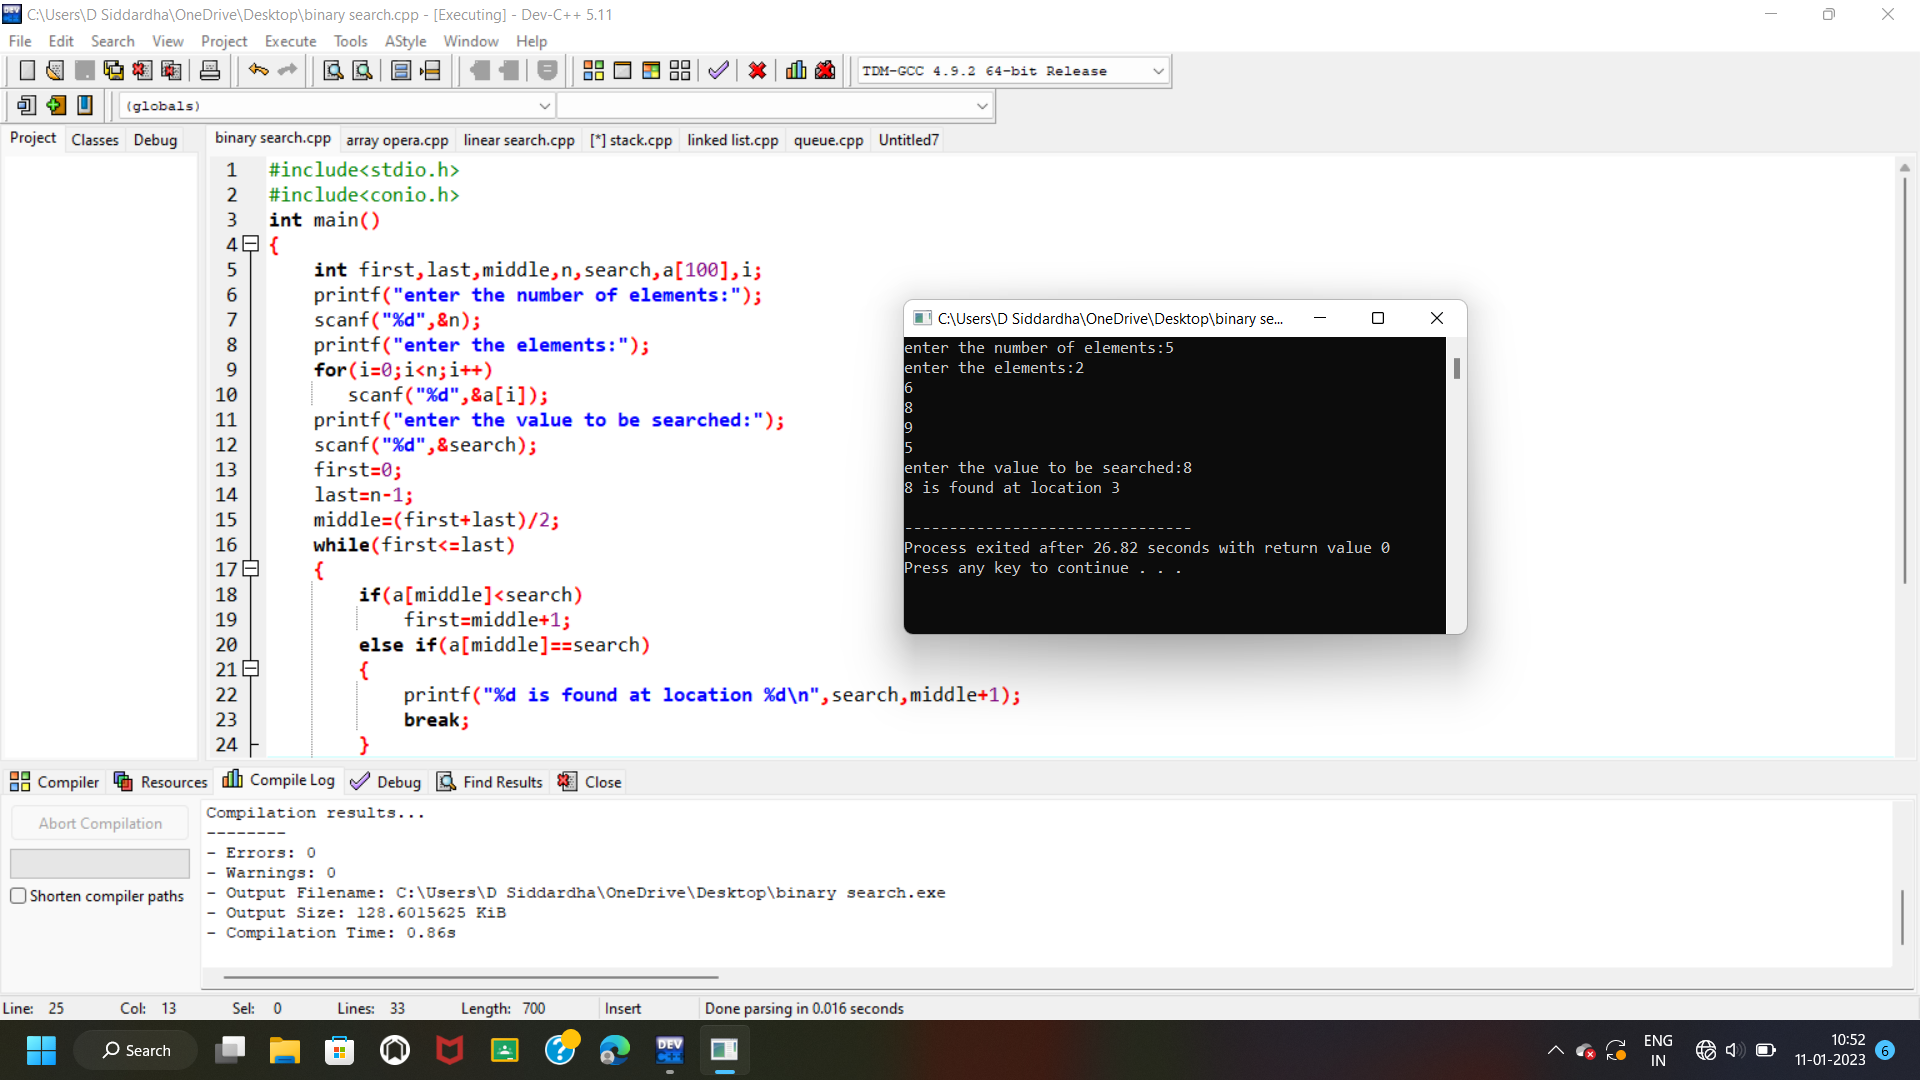 C:\Users\D Siddardha\OneDrive\Desktop\binary search.cpp - [Executing] - Dev-C++ 5.11
File Edit Search View Project Execute Tools AStyle Window Help
TDM-GCC 4.9.2 64-bit Release
(globals)
Project Classes Debug
binary search.cpp array opera.cpp linear search.cpp [*] stack.cpp linked list.cpp queue.cpp Untitled7
1 #include<stdio.h>
2 #include<conio.h>
3 int main()
4 {
5 int first,last,middle,n,search,a[100],i;
6 printf("enter the number of elements:");
7 scanf("%d",&n);
8 printf("enter the elements:");
9 for(i=0;i<n;i++)
10 scanf("%d",&a[i]);
11 printf("enter the value to be searched:");
12 scanf("%d",&search);
13 first=0;
14 last=n-1;
15 middle=(first+last)/2;
16 while(first<=last)
17 {
18 if(a[middle]<search)
19 first=middle+1;
20 else if(a[middle]==search)
21 {
22 printf("%d is found at location %d\n",search,middle+1);
23 break;
24 }
C:\Users\D Siddardha\OneDrive\Desktop\binary se...
enter the number of elements:5
enter the elements:2
6
8
9
5
enter the value to be searched:8
8 is found at location 3
--------------------------------
Process exited after 26.82 seconds with return value 0
Press any key to continue . . .
Compiler Resources Compile Log Debug Find Results Close
Abort Compilation
Shorten compiler paths
Compilation results...
--------
- Errors: 0
- Warnings: 0
- Output Filename: C:\Users\D Siddardha\OneDrive\Desktop\binary search.exe
- Output Size: 128.6015625 KiB
- Compilation Time: 0.86s
Line: 25 Col: 13 Sel: 0 Lines: 33 Length: 700 Insert Done parsing in 0.016 seconds
Search
DEV
ENG
IN
10:52
11-01-2023
6